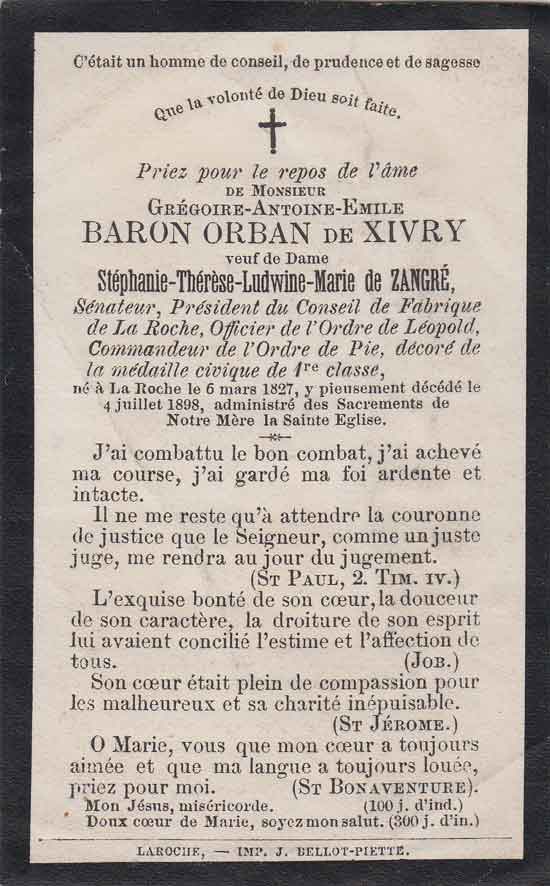 C'était un homme de conseil, de prudence et de sagesse
Que la volonté de Dieu soit faite.
Priez pour le repos de l'âme
DE MONSIEUR
GRÉGOIRE-ANTOINE-EMILE
BARON ORBAN DE XIVRY
veuf de Dame
Stéphanie-Thérèse-Ludwine-Marie de ZANGRÉ,
Sénateur, Président du Conseil de Fabrique
de La Roche, Officier de l'Ordre de Léopold,
Commandeur de l'Ordre de Pie, décoré de
la médaille civique de 1re classe,
né à La Roche le 6 mars 1827, y pieusement décédé le
4 juillet 1898, administré des Sacrements de
Notre Mère la Sainte Eglise.
J'ai combattu le bon combat, j'ai achevé
ma course, j'ai gardé ma foi ardente et
intacte.
Il ne me reste qu'à attendre la couronne
de justice que le Seigneur, comme un juste
juge, me rendra au jour du jugement.
(ST PAUL, 2. TIM. IV.)
L'exquise bonté de son cœur, la douceur
de son caractère, la droiture de son esprit
lui avaient concilié l'estime et l'affection de
tous. (JOB.)
Son cœur était plein de compassion pour
les malheureux et sa charité inépuisable.
(ST JÉROME.)
O Marie, vous que mon cœur a toujours
aimée et que ma langue a toujours louée,
priez pour moi. (ST BONAVENTURE).
Mon Jésus, miséricorde. (100 j. d'ind.)
Doux cœur de Marie, soyez mon salut. (300 j. d'in.)
LAROCHE, — IMP. J. BELLOT-PIETTE.